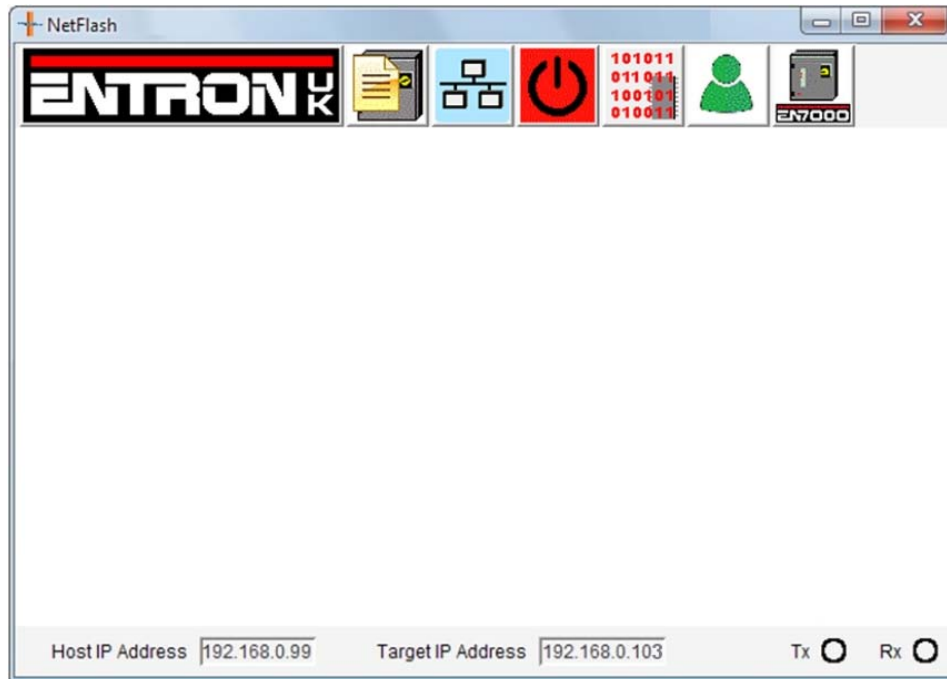 NetFlash
ENTRON UK
101011
011011
100101
010011
EN7000
Host IP Address 192.168.0.99 Target IP Address 192.168.0.103 Tx Rx